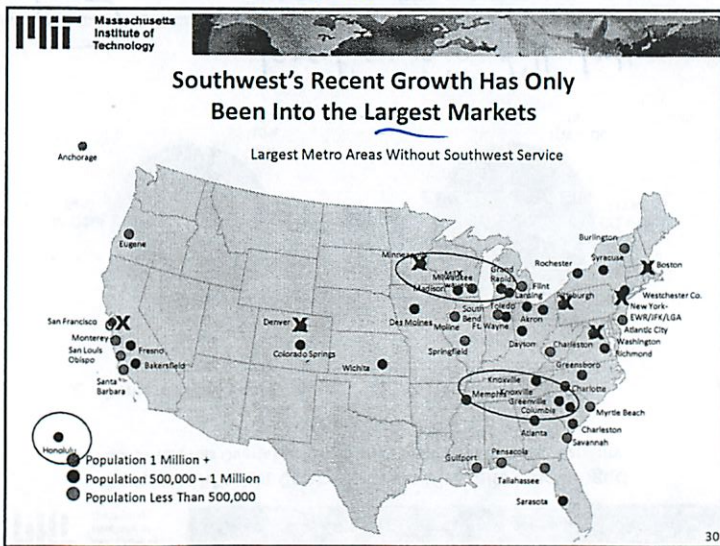 Massachusetts
Institute of
Technology
Southwest's Recent Growth Has Only
Been Into the Largest Markets
Largest Metro Areas Without Southwest Service
Anchorage
Eugene
Burlington
Rochester
Syracuse
Boston
Grand
Rapids
Flint
Milwaukee
Madison
Lansing
Westchester Co.
New York-
EWR/IFK/LGA
San Francisco
Denver
Des Moines
South
Bend
Toledo
Akron
Moline
Ft. Wayne
Atlantic City
Washington
Monterey
San Louis
Obispo
Fresno
Colorado Springs
Springfield
Dayton
Charleston
Richmond
Bakersfield
Wichita
Greensboro
Santa
Barbara
Knoxville
Knoxville
Charlotte
Memphis
Greenville
Columbia
Myrtle Beach
Honolulu
Atlanta
Charleston
Savannah
Population 1 Million +
Population 500,000 – 1 Million
Population Less Than 500,000
Gulfport
Pensacola
Tallahassee
Sarasota
30